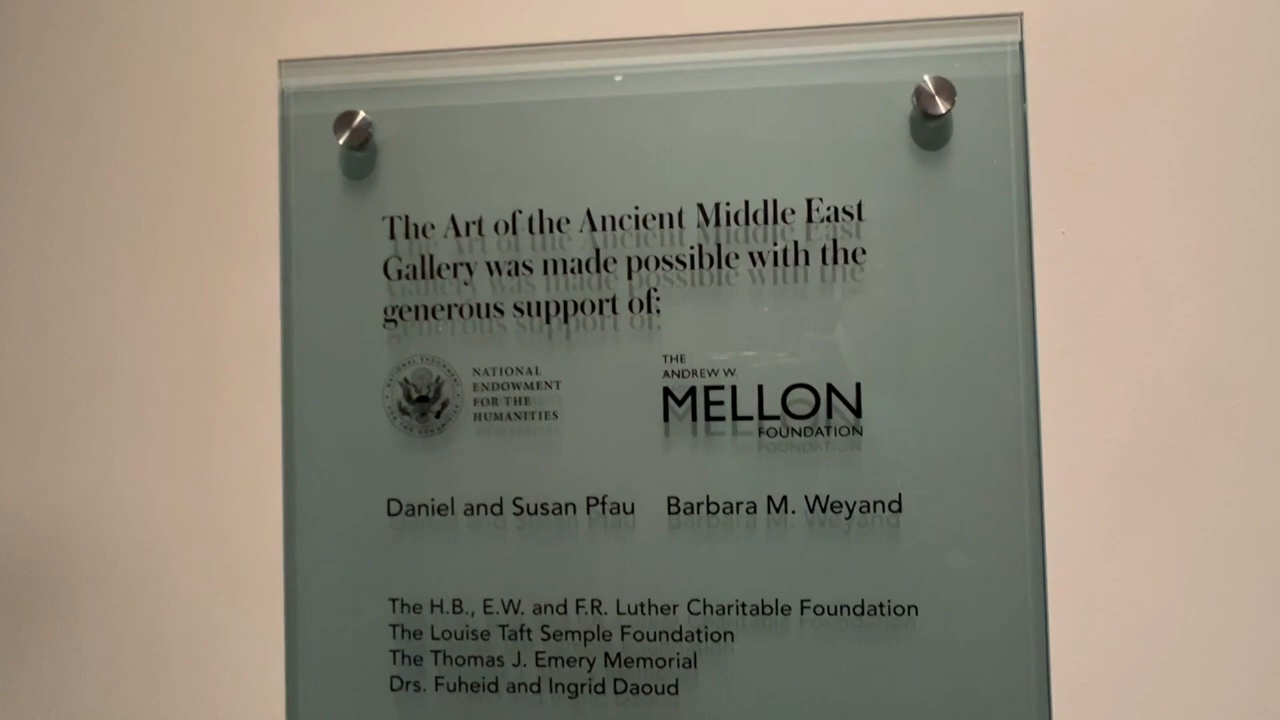 The Art of the Ancient Middle East
Gallery was made possible with the
generous support of:
NATIONAL
ENDOWMENT
FOR THE
HUMANITIES
THE
ANDREW W.
MELLON
FOUNDATION
Daniel and Susan Pfau Barbara M. Weyand
The H.B., E.W. and F.R. Luther Charitable Foundation
The Louise Taft Semple Foundation
The Thomas J. Emery Memorial
Drs. Fuheid and Ingrid Daoud